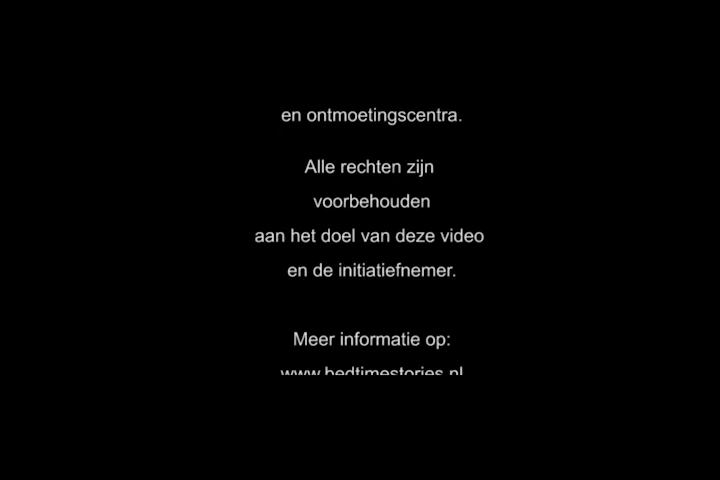 en ontmoetingscentra.
Alle rechten zijn
voorbehouden
aan het doel van deze video
en de initiatiefnemer.
Meer informatie op:
www.bedtimestories.nl